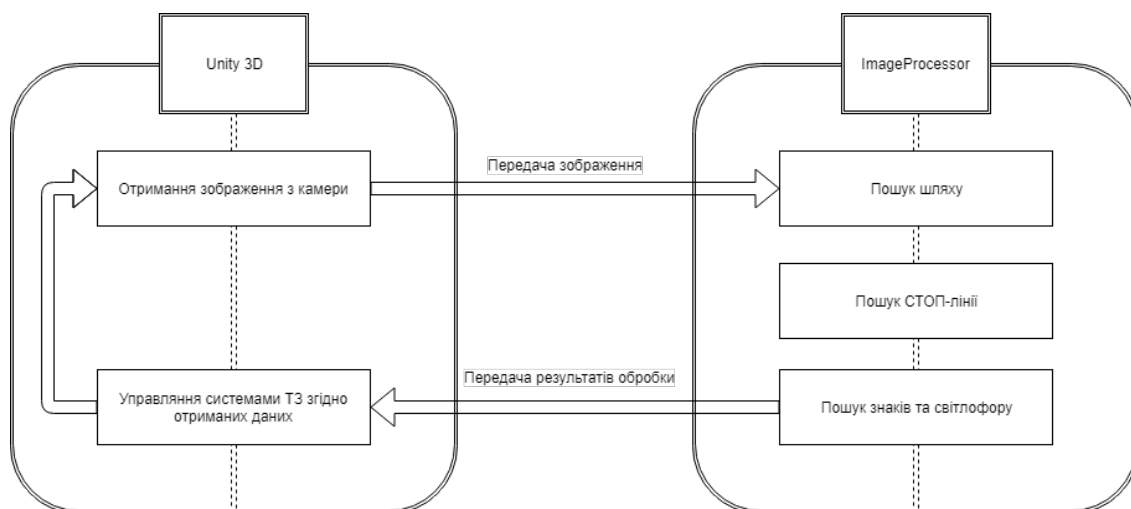 Unity 3D
ImageProcessor
Передача зображення
Отримання зображення з камери
Пошук шляху
Пошук СТОП-лінії
Передача результатів обробки
Управляння системами ТЗ згідно
отриманих даних
Пошук знаків та світлофору